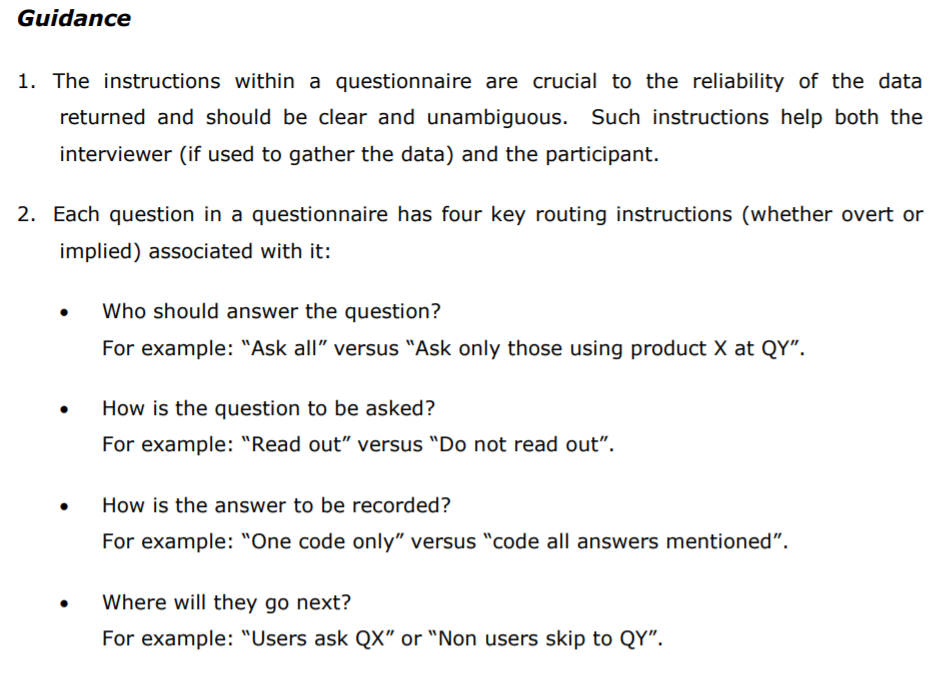 Guidance
1. The instructions within a questionnaire are crucial to the reliability of the data
returned and should be clear and unambiguous. Such instructions help both the
interviewer (if used to gather the data) and the participant.
2. Each question in a questionnaire has four key routing instructions (whether overt or
implied) associated with it:
• Who should answer the question?
For example: “Ask all” versus “Ask only those using product X at QY”.
• How is the question to be asked?
For example: “Read out” versus “Do not read out”.
• How is the answer to be recorded?
For example: “One code only” versus “code all answers mentioned”.
• Where will they go next?
For example: “Users ask QX” or “Non users skip to QY”.